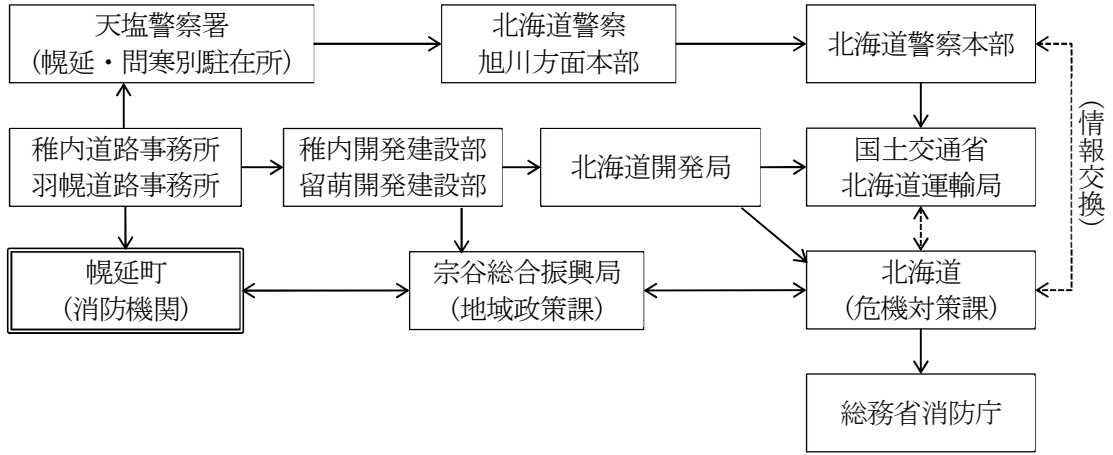 天塩警察署
（幌延・問寒別駐在所）
北海道警察
旭川方面本部
北海道警察本部
（情報交換）
稚内道路事務所
羽幌道路事務所
稚内開発建設部
留萌開発建設部
北海道開発局
国土交通省
北海道運輸局
幌延町
（消防機関）
宗谷総合振興局
（地域政策課）
北海道
（危機対策課）
総務省消防庁